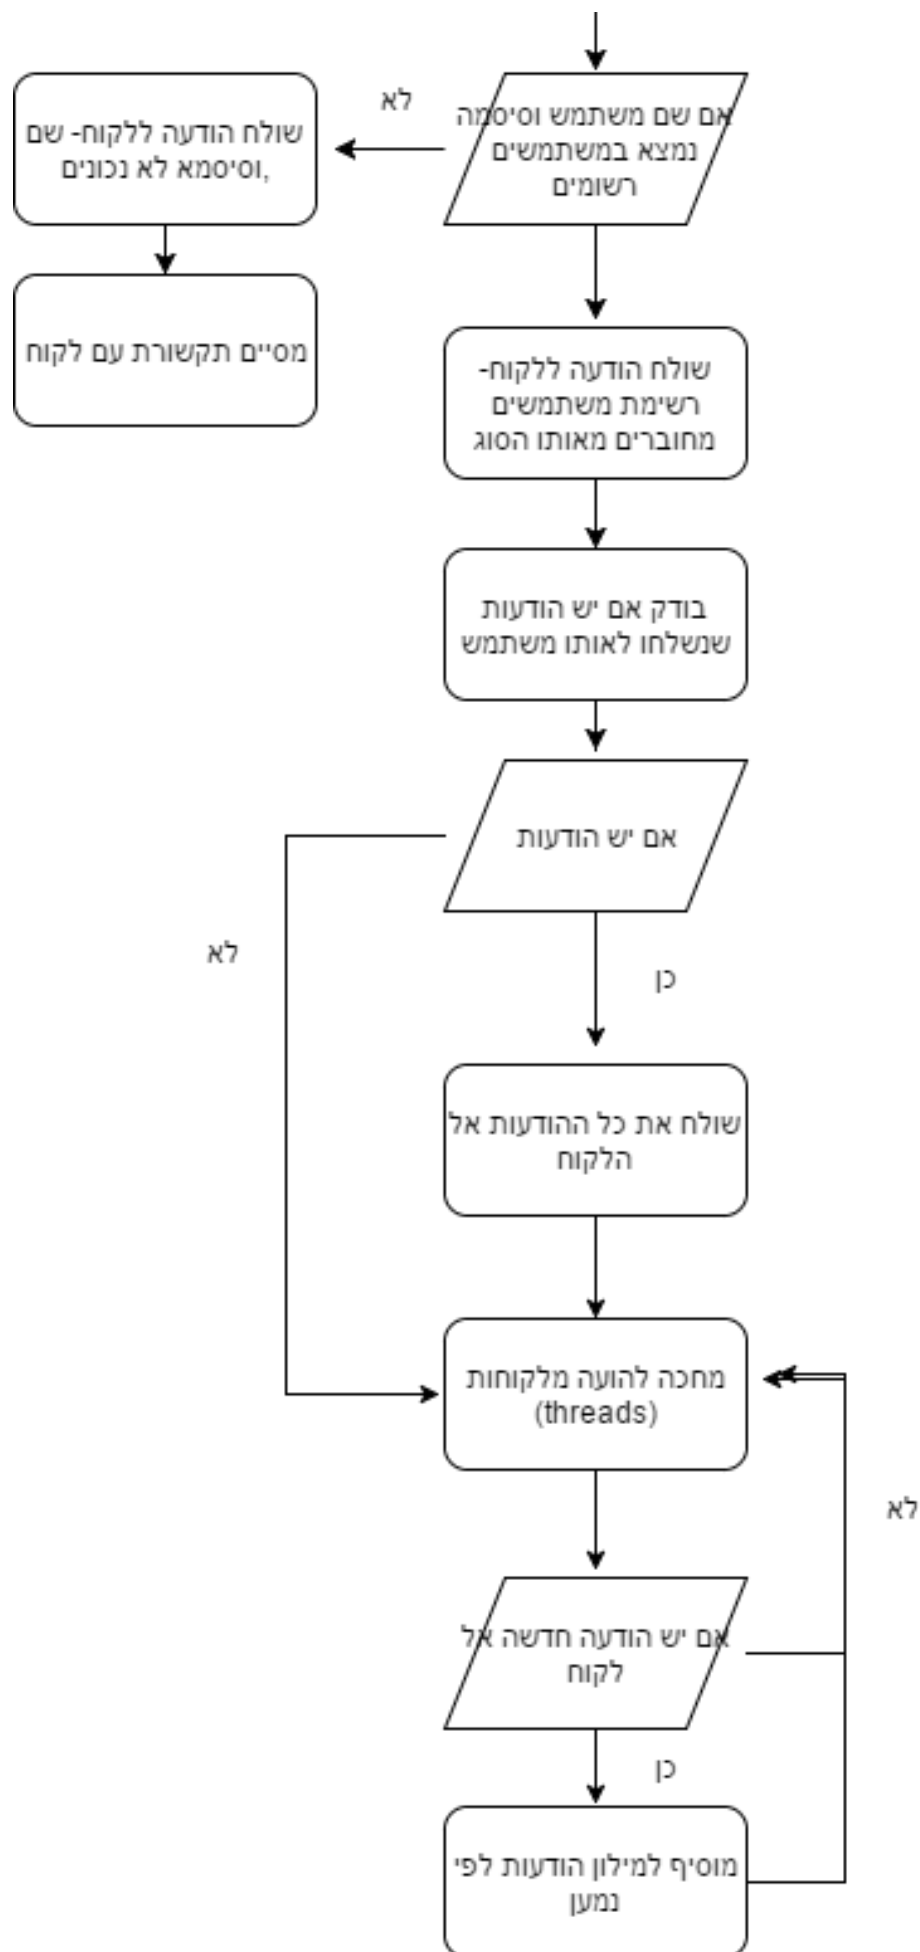 אם שם משתמש וסיסמה
נמצא במשתמשים
רשומים
לא
שולח הודעה ללקוח- שם
וסיסמא לא נכונים,
מסיים תקשורת עם לקוח
שולח הודעה ללקוח-
רשימת משתמשים
מחוברים מאותו הסוג
בודק אם יש הודעות
שנשלחו לאותו משתמש
אם יש הודעות
לא
כן
שולח את כל ההודעות אל
הלקוח
מחכה להועה מלקוחות
(threads)
לא
אם יש הודעה חדשה אל
לקוח
כן
מוסיף למילון הודעות לפי
נמען